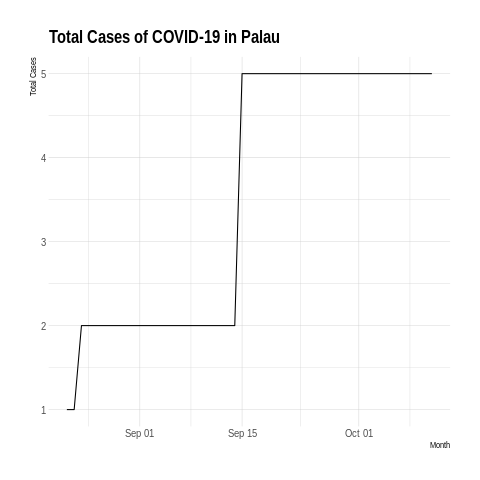 Total Cases of COVID-19 in Palau
Total Cases
5
4
3
2
1
Sep 01
Sep 15
Oct 01
Month